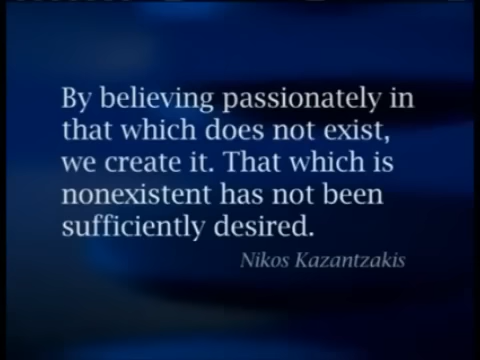 By believing passionately in
that which does not exist,
we create it. That which is
nonexistent has not been
sufficiently desired.
Nikos Kazantzakis